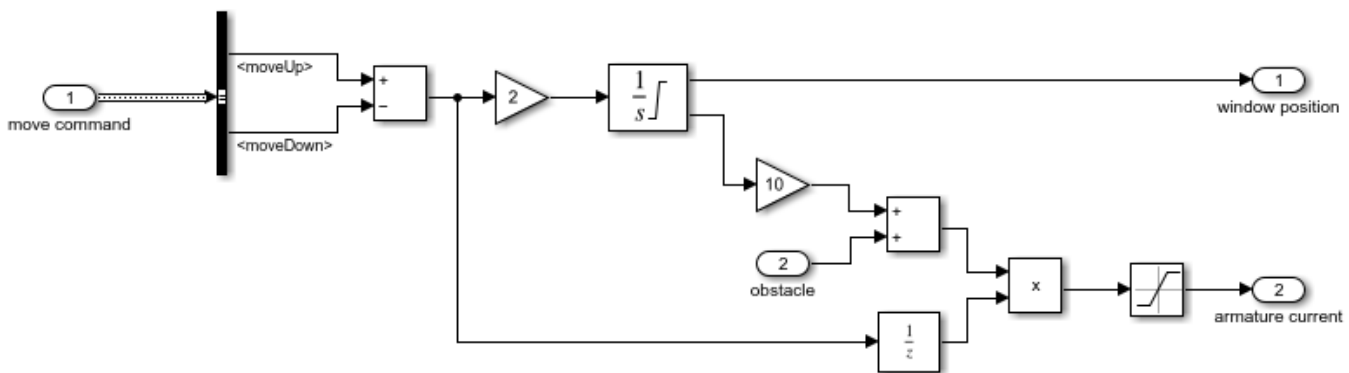 <moveUp>
+
−
1
move command
<moveDown>
2
1
s
1
window position
10
+
+
2
obstacle
x
2
armature current
1
z